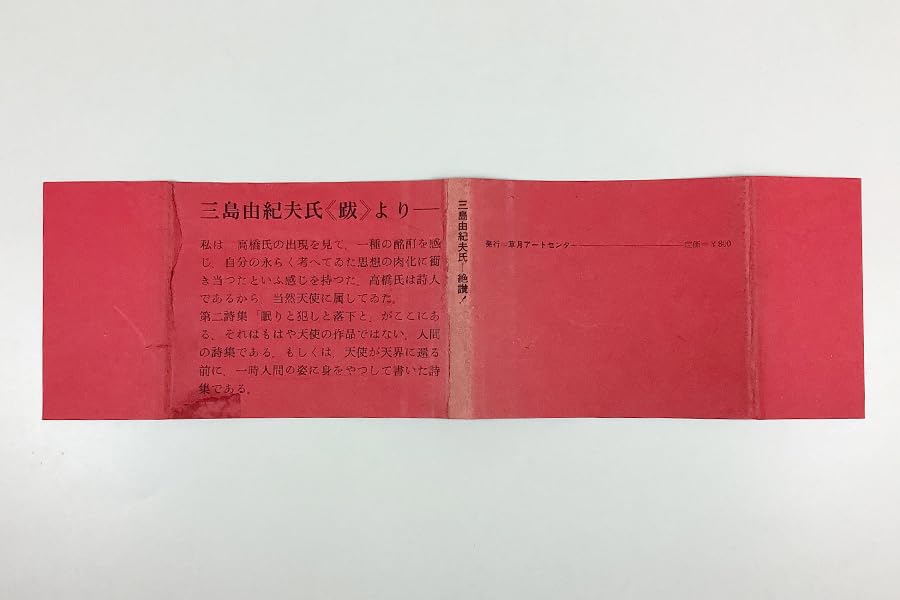 三島由紀夫氏〈跋〉より——
私は、高橋氏の出現を見て、一種の酩酊を感
じ、自分の永らく考へてゐた思想の肉化に衝
き当つたといふ感じを持つた。高橋氏は詩人
であるから、当然天使に属してゐた。
第二詩集「眠りと犯しと落下と」がここにあ
る。それはもはや天使の作品ではない。人間
の詩集である。もしくは、天使が天界に還る
前に、一時人間の姿に身をやつして書いた詩
集である。
三島由紀夫氏—絶讃！
発行=草月アートセンター————定価=¥800